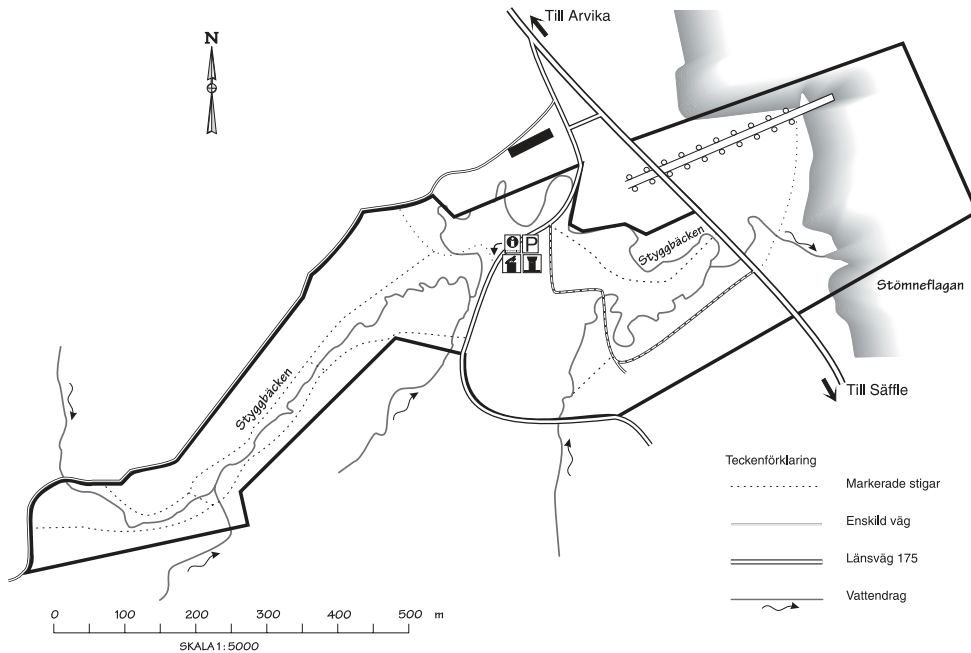 Till Arvika
N
i P
Styggbäcken
Stömneflagan
Styggbäcken
Till Säffle
Teckenförklaring
Markerade stigar
Enskild väg
Länsväg 175
Vattendrag
0 100 200 300 400 500 m
SKALA 1: 5000